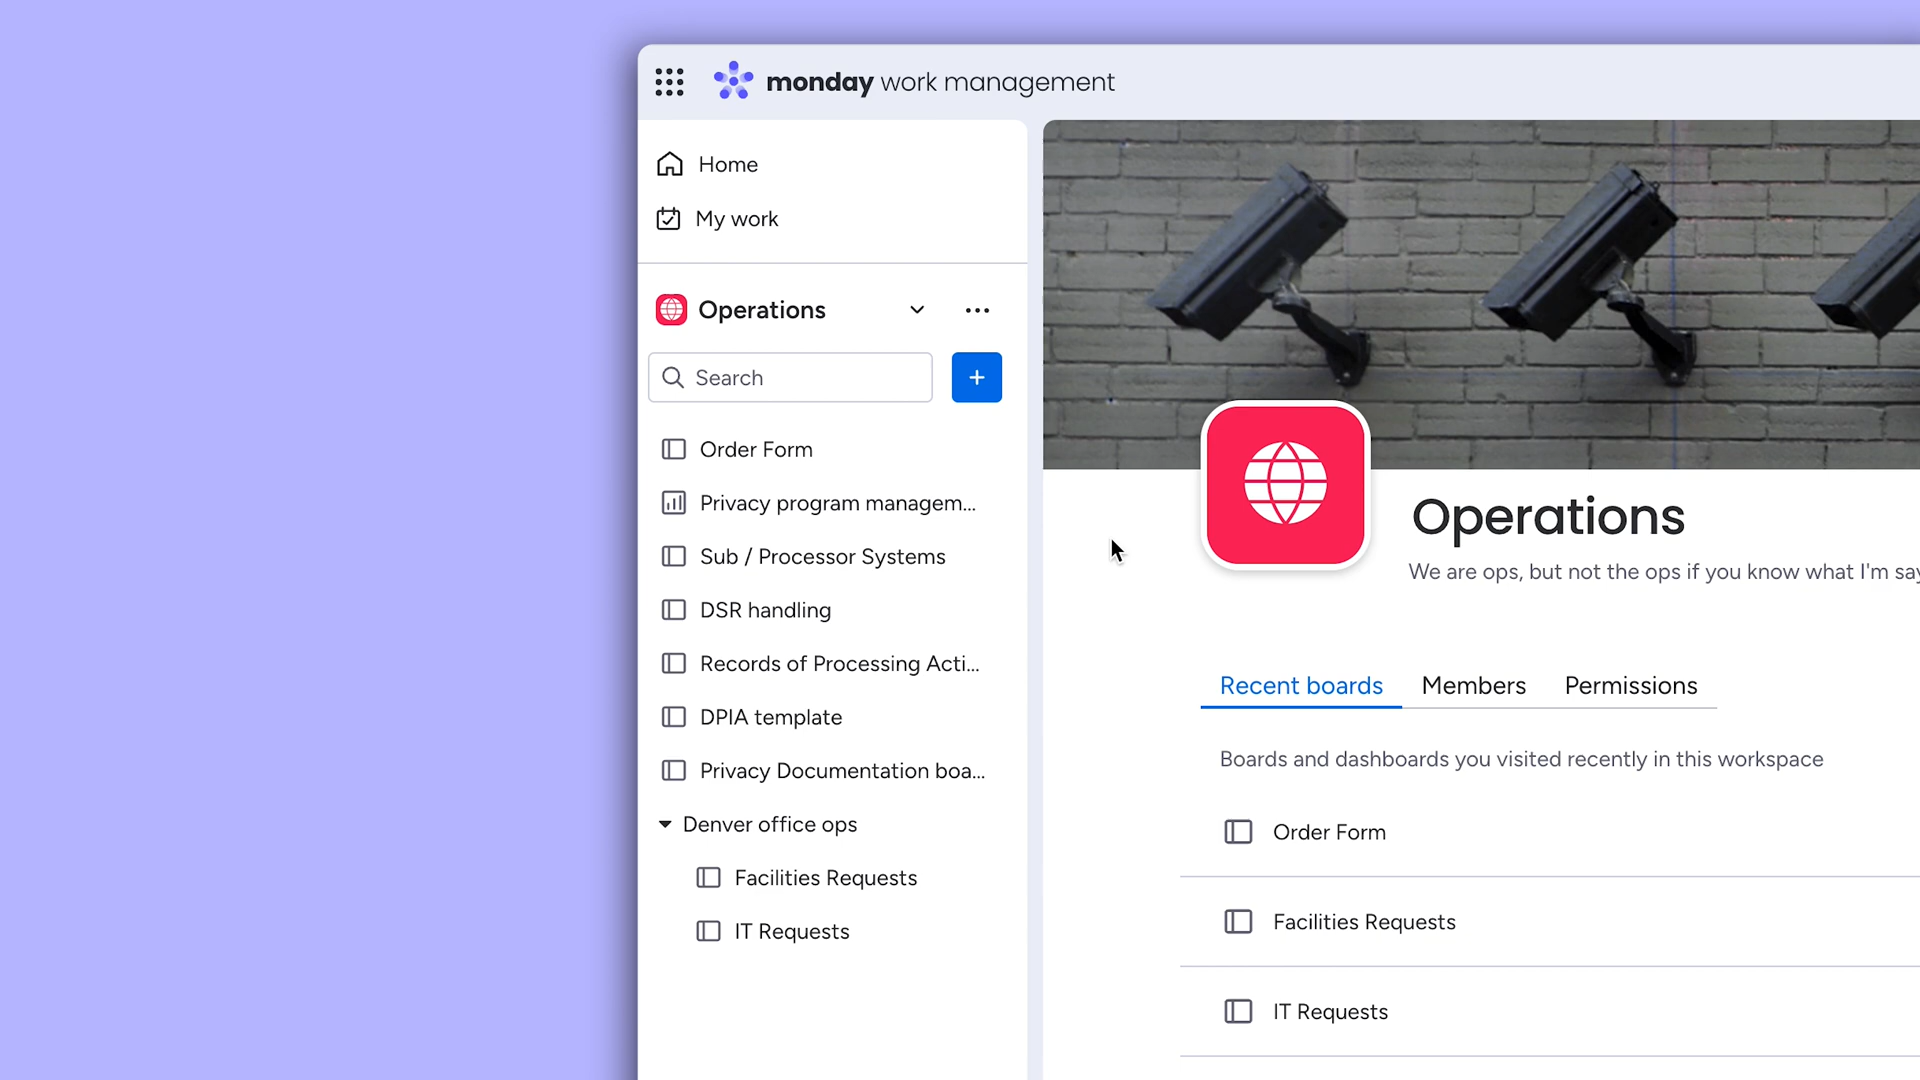 monday work management
Home
My work
Operations
Search
Order Form
Privacy program managem...
Sub / Processor Systems
DSR handling
Records of Processing Acti...
DPIA template
Privacy Documentation boa...
Denver office ops
Facilities Requests
IT Requests
Operations
We are ops, but not the ops if you know what I'm
Recent boards Members Permissions
Boards and dashboards you visited recently in this workspace
Order Form
Facilities Requests
IT Requests